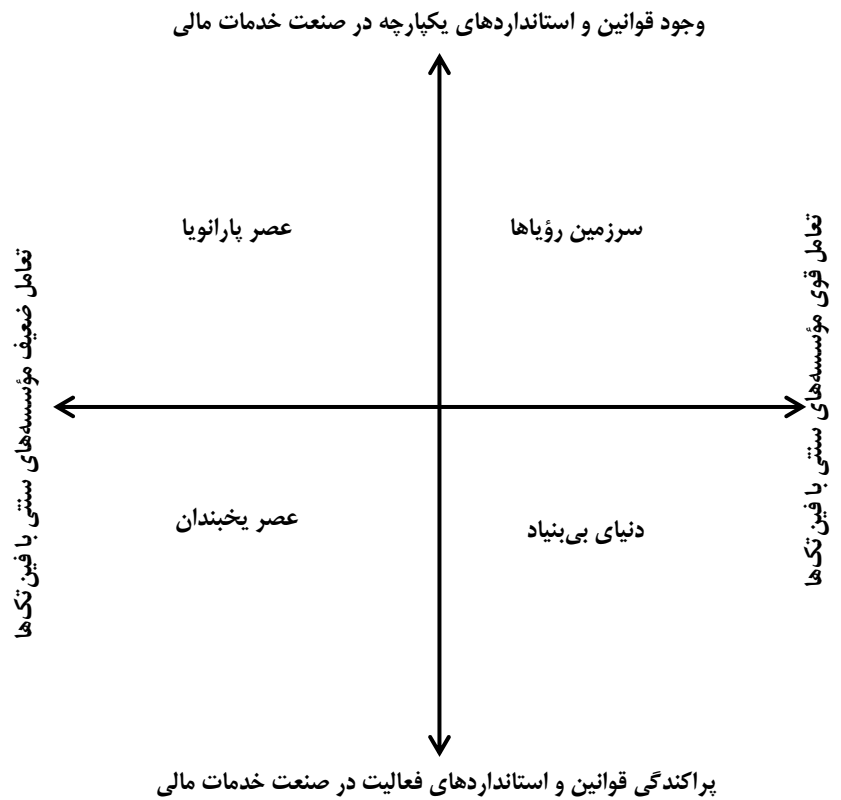 وجود قوانین و استانداردهای یکپارچه در صنعت خدمات مالی
سرزمین رؤیاها
عصر پارانویا
تعامل قوی مؤسسه‌های سنتی با فین‌تک‌ها
تعامل ضعیف مؤسسه‌های سنتی با فین‌تک‌ها
دنیای بی‌بنیاد
عصر یخبندان
پراکندگی قوانین و استانداردهای فعالیت در صنعت خدمات مالی